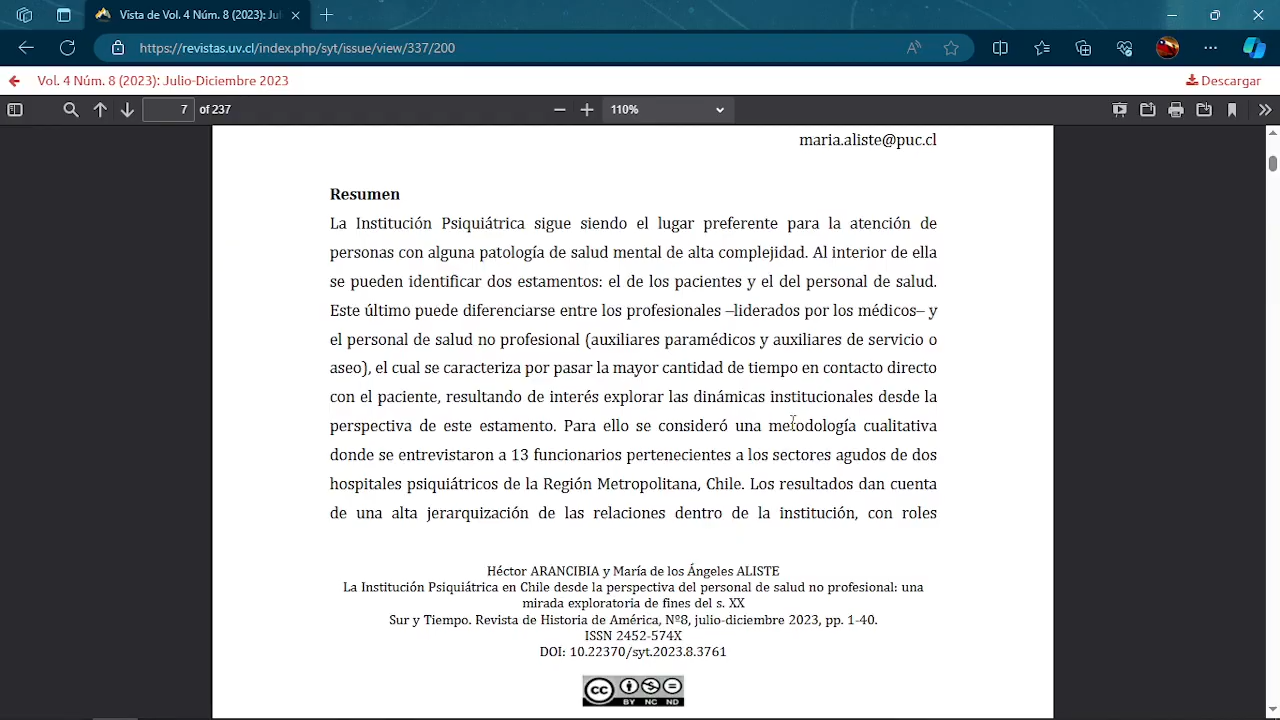 Vista de Vol. 4 Núm. 8 (2023): Jul
https://revistas.uv.cl/index.php/syt/issue/view/337/200
Vol. 4 Núm. 8 (2023): Julio-Diciembre 2023
Descargar
7 of 237
110%
maria.aliste@puc.cl
Resumen
La Institución Psiquiátrica sigue siendo el lugar preferente para la atención de
personas con alguna patología de salud mental de alta complejidad. Al interior de ella
se pueden identificar dos estamentos: el de los pacientes y el del personal de salud.
Este último puede diferenciarse entre los profesionales –liderados por los médicos– y
el personal de salud no profesional (auxiliares paramédicos y auxiliares de servicio o
aseo), el cual se caracteriza por pasar la mayor cantidad de tiempo en contacto directo
con el paciente, resultando de interés explorar las dinámicas institucionales desde la
perspectiva de este estamento. Para ello se consideró una metodología cualitativa
donde se entrevistaron a 13 funcionarios pertenecientes a los sectores agudos de dos
hospitales psiquiátricos de la Región Metropolitana, Chile. Los resultados dan cuenta
de una alta jerarquización de las relaciones dentro de la institución, con roles
Héctor ARANCIBIA y María de los Ángeles ALISTE
La Institución Psiquiátrica en Chile desde la perspectiva del personal de salud no profesional: una
mirada exploratoria de fines del s. XX
Sur y Tiempo. Revista de Historia de América, Nº8, julio-diciembre 2023, pp. 1-40.
ISSN 2452-574X
DOI: 10.22370/syt.2023.8.3761
cc
BY NC ND